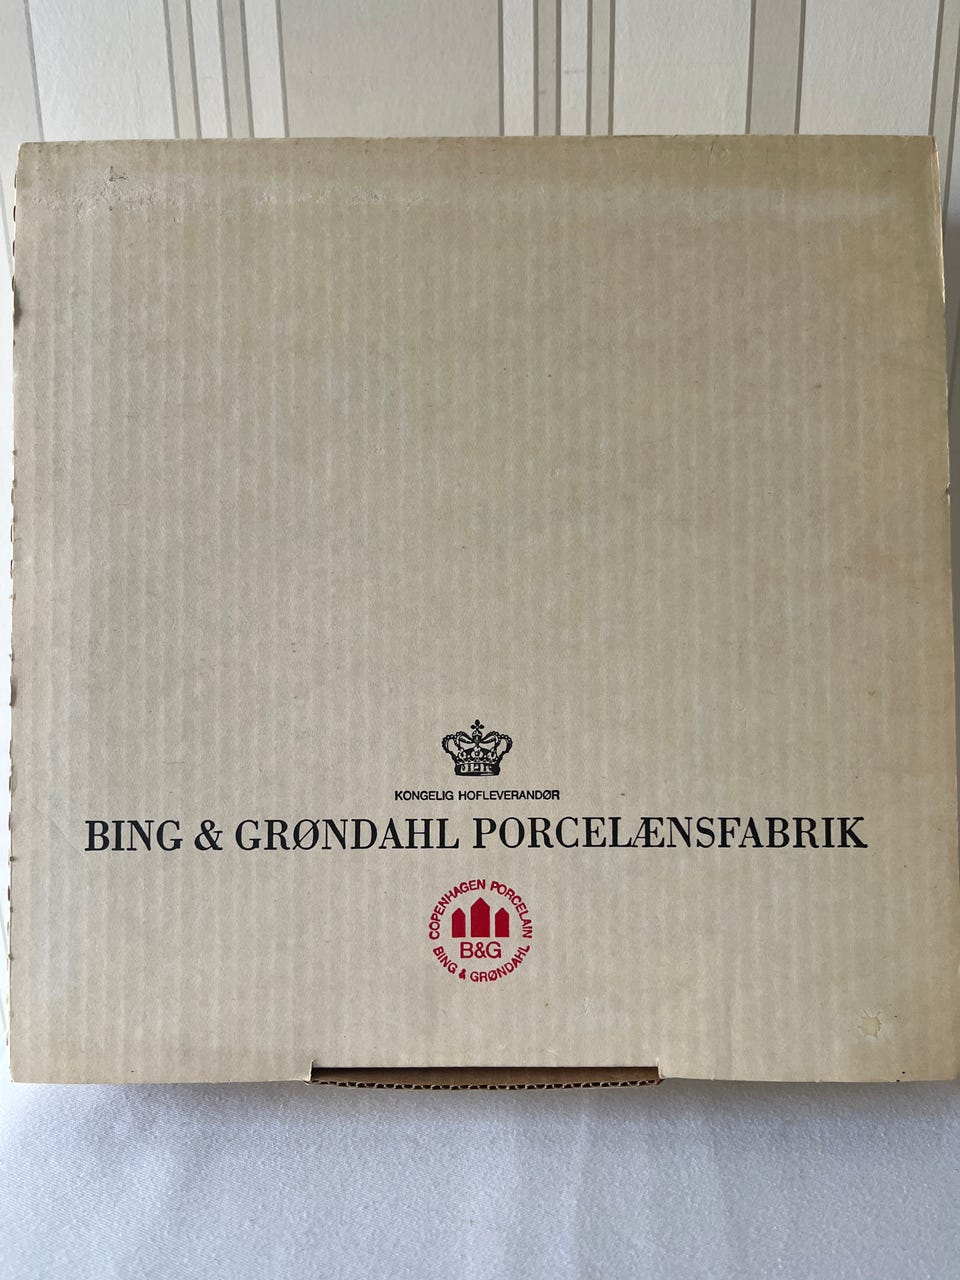 KONGELIG HOFLEVERANDØR
BING & GRØNDAHL PORCELÆNSFABRIK
COPENHAGEN PORCELAIN
B&G
BING & GRØNDAHL